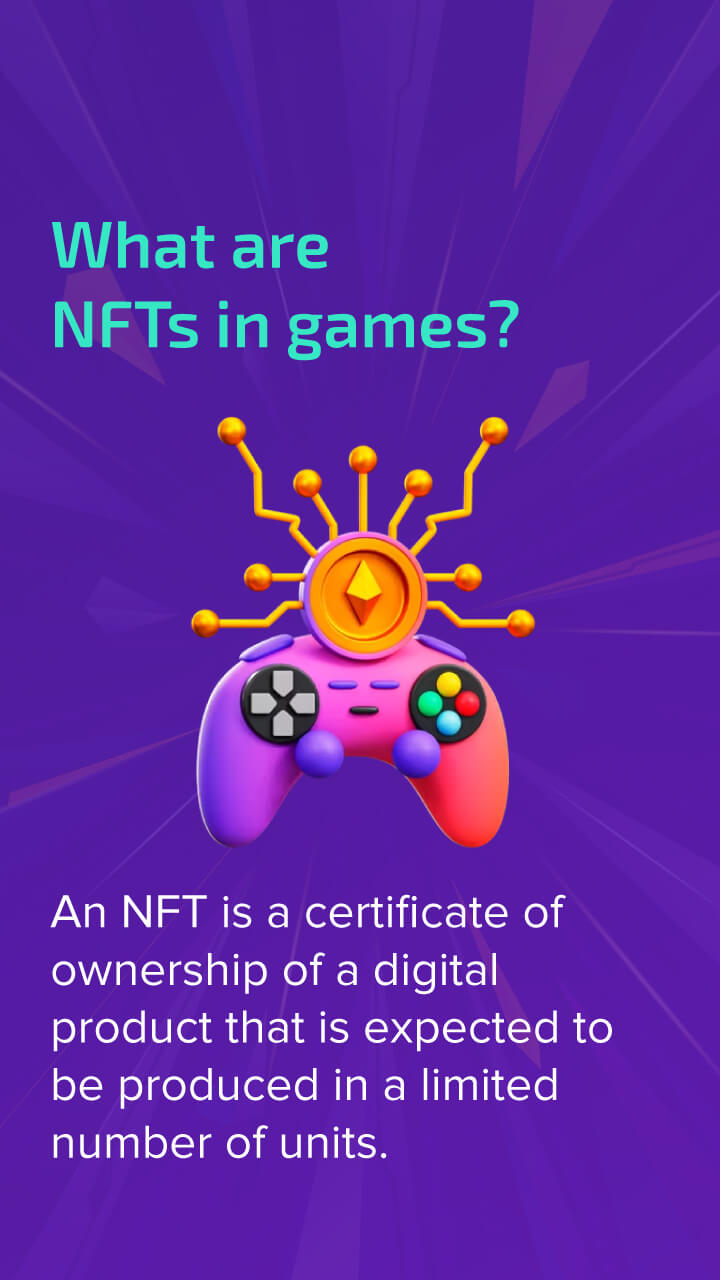 What are
NFTs in games?
An NFT is a certificate of
ownership of a digital
product that is expected to
be produced in a limited
number of units.